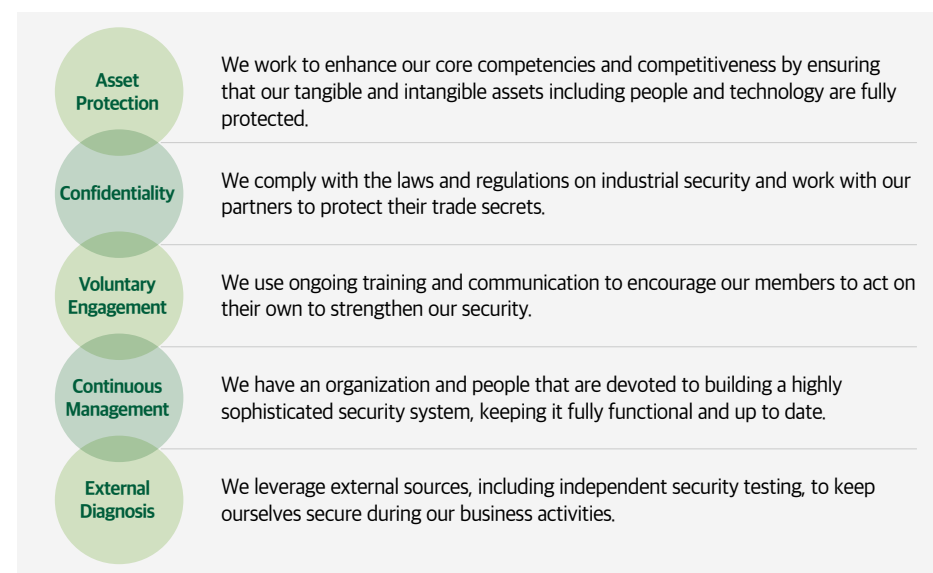 Asset
Protection
We work to enhance our core competencies and competitiveness by ensuring
that our tangible and intangible assets including people and technology are fully
protected.
Confidentiality
We comply with the laws and regulations on industrial security and work with our
partners to protect their trade secrets.
Voluntary
Engagement
We use ongoing training and communication to encourage our members to act on
their own to strengthen our security.
Continuous
Management
We have an organization and people that are devoted to building a highly
sophisticated security system, keeping it fully functional and up to date.
External
Diagnosis
We leverage external sources, including independent security testing, to keep
ourselves secure during our business activities.